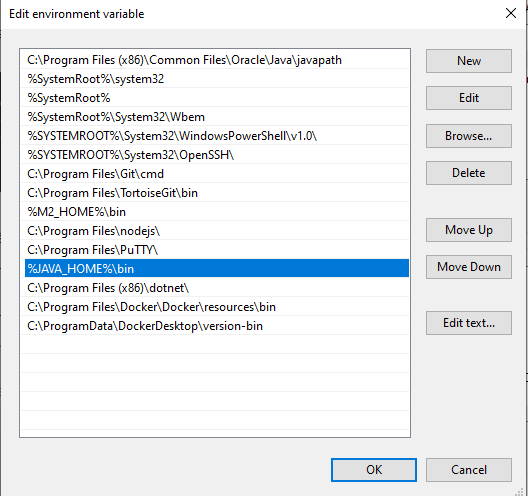 Edit environment variable
C:\Program Files (x86)\Common Files\Oracle\Java\javapath
New
%SystemRoot%\system32
%SystemRoot%
Edit
%SystemRoot%\System32\Wbem
%SYSTEMROOT%\System32\WindowsPowerShell\v1.0\
Browse...
%SYSTEMROOT%\System32\OpenSSH\
C:\Program Files\Git\cmd
Delete
C:\Program Files\TortoiseGit\bin
%M2_HOME%\bin
C:\Program Files\nodejs\
Move Up
C:\Program Files\PuTTY\
%JAVA_HOME%\bin
Move Down
C:\Program Files (x86)\dotnet\
C:\Program Files\Docker\Docker\resources\bin
C:\ProgramData\DockerDesktop\version-bin
Edit text...
OK
Cancel